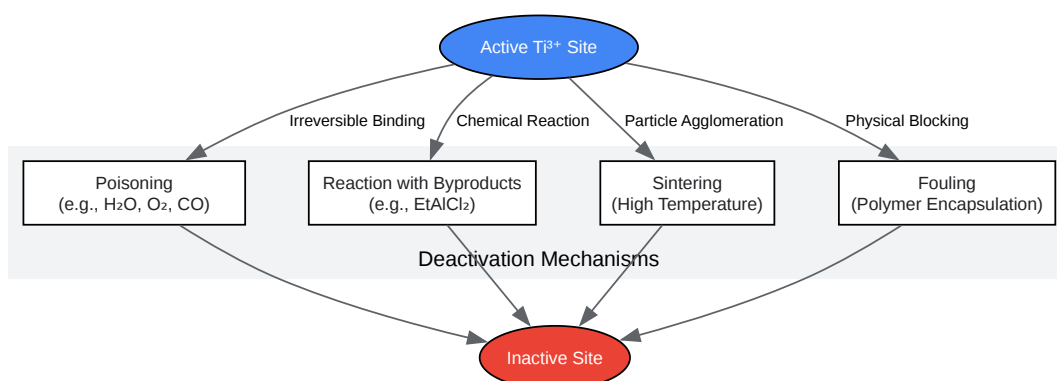 Active Ti³⁺ Site
Irreversible Binding
Chemical Reaction
Particle Agglomeration
Physical Blocking
Poisoning
(e.g., H₂O, O₂, CO)
Reaction with Byproducts
(e.g., EtAlCl₂)
Sintering
(High Temperature)
Fouling
(Polymer Encapsulation)
Deactivation Mechanisms
Inactive Site